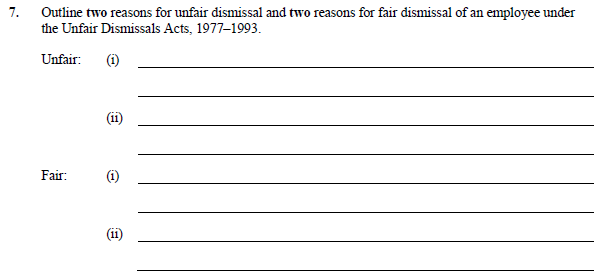 7. Outline two reasons for unfair dismissal and two reasons for fair dismissal of an employee under
the Unfair Dismissals Acts, 1977–1993.
Unfair: (i)
(ii)
Fair: (i)
(ii)